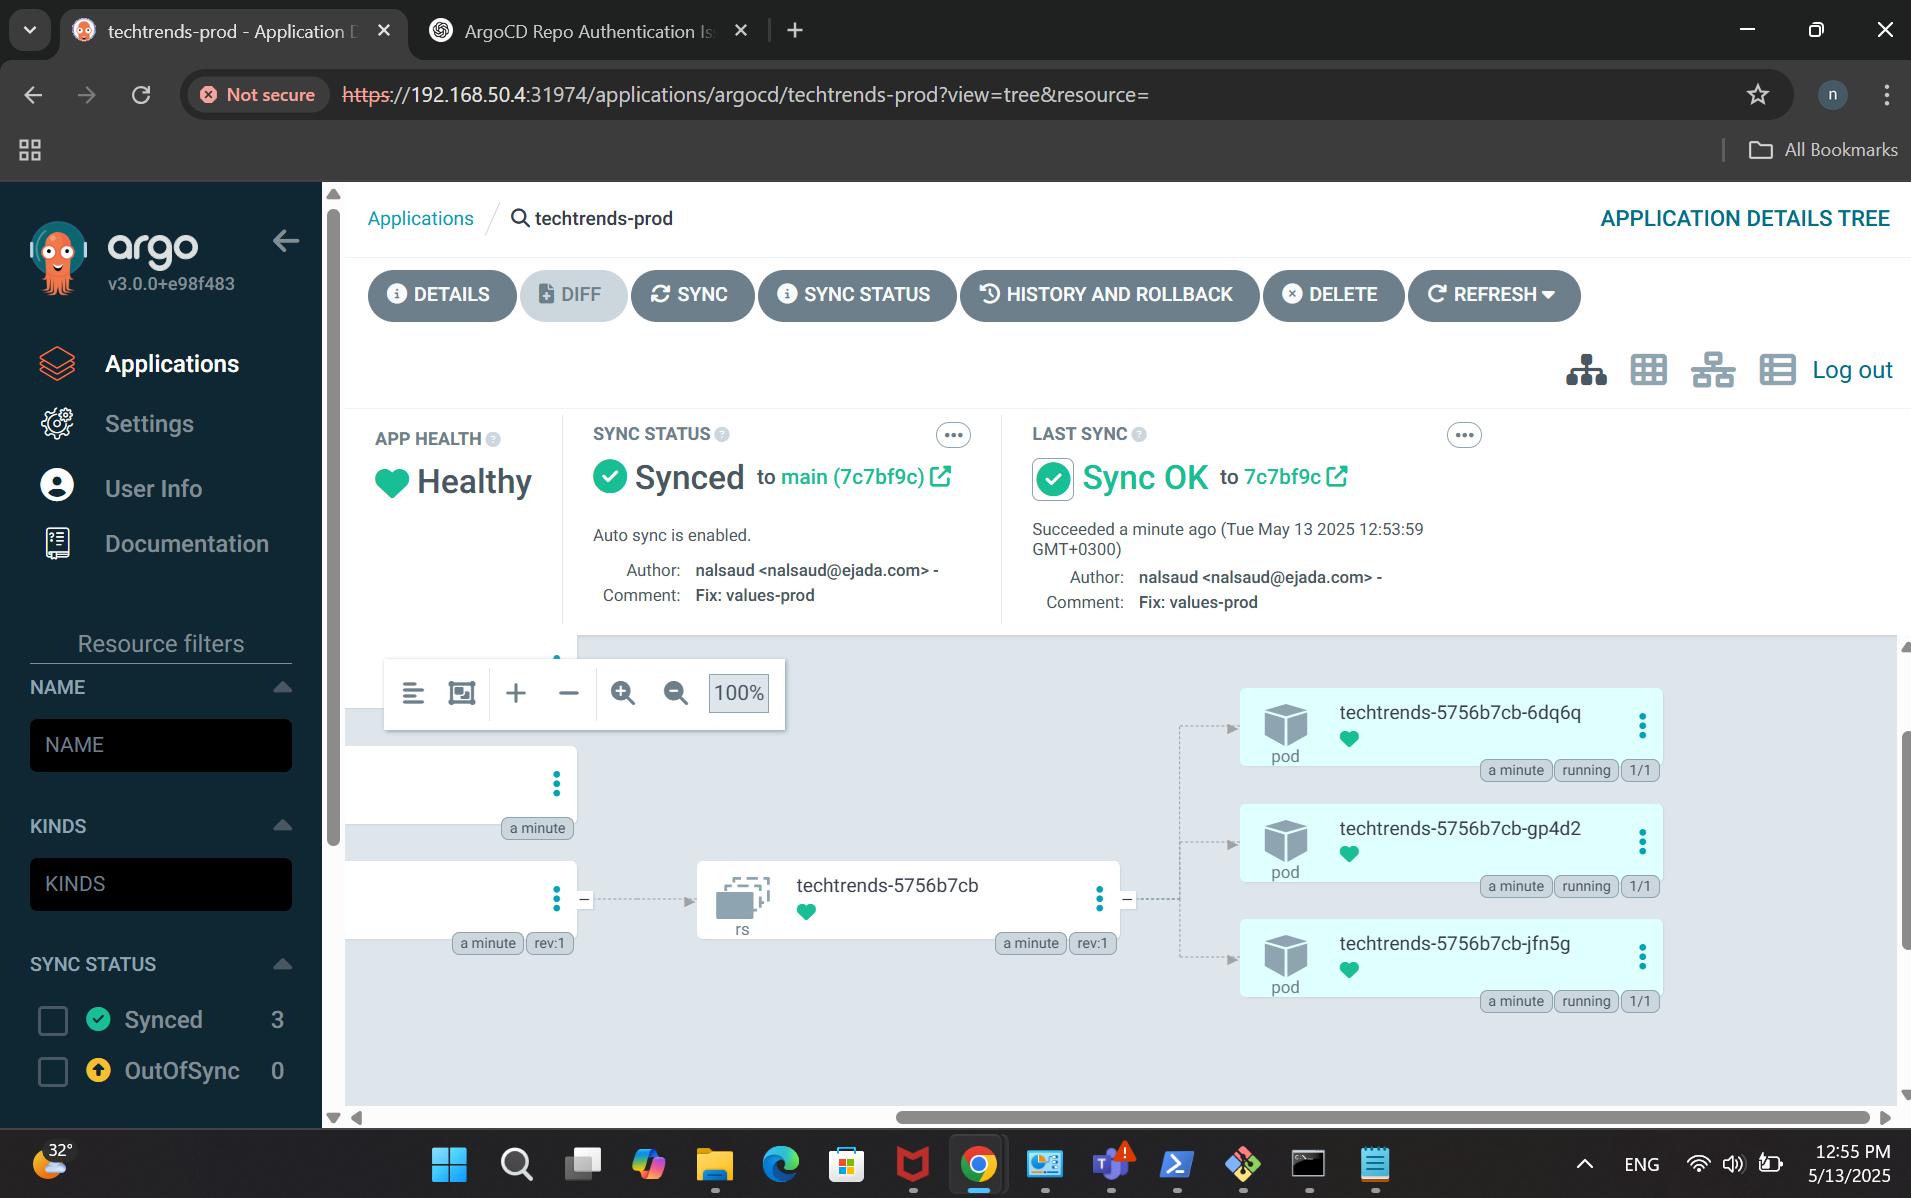 techtrends-prod - Application D
ArgoCD Repo Authentication Is
Not secure
https://192.168.50.4:31974/applications/argocd/techtrends-prod?view=tree&resource=
n
All Bookmarks
argo
v3.0.0+e98f483
Applications
Settings
User Info
Documentation
Resource filters
NAME
NAME
KINDS
KINDS
SYNC STATUS
Synced 3
OutOfSync 0
Applications / techtrends-prod
APPLICATION DETAILS TREE
DETAILS
DIFF
SYNC
SYNC STATUS
HISTORY AND ROLLBACK
DELETE
REFRESH
Log out
APP HEALTH
Healthy
SYNC STATUS
Synced to main (7c7bf9c)
Auto sync is enabled.
Author: nalsaud <nalsaud@ejada.com> -
Comment: Fix: values-prod
LAST SYNC
Sync OK to 7c7bf9c
Succeeded a minute ago (Tue May 13 2025 12:53:59
GMT+0300)
Author: nalsaud <nalsaud@ejada.com> -
Comment: Fix: values-prod
100%
a minute
a minute rev:1
techtrends-5756b7cb
rs
a minute rev:1
techtrends-5756b7cb-6dq6q
pod
a minute running 1/1
techtrends-5756b7cb-gp4d2
pod
a minute running 1/1
techtrends-5756b7cb-jfn5g
pod
a minute running 1/1
32°
ENG
12:55 PM
5/13/2025